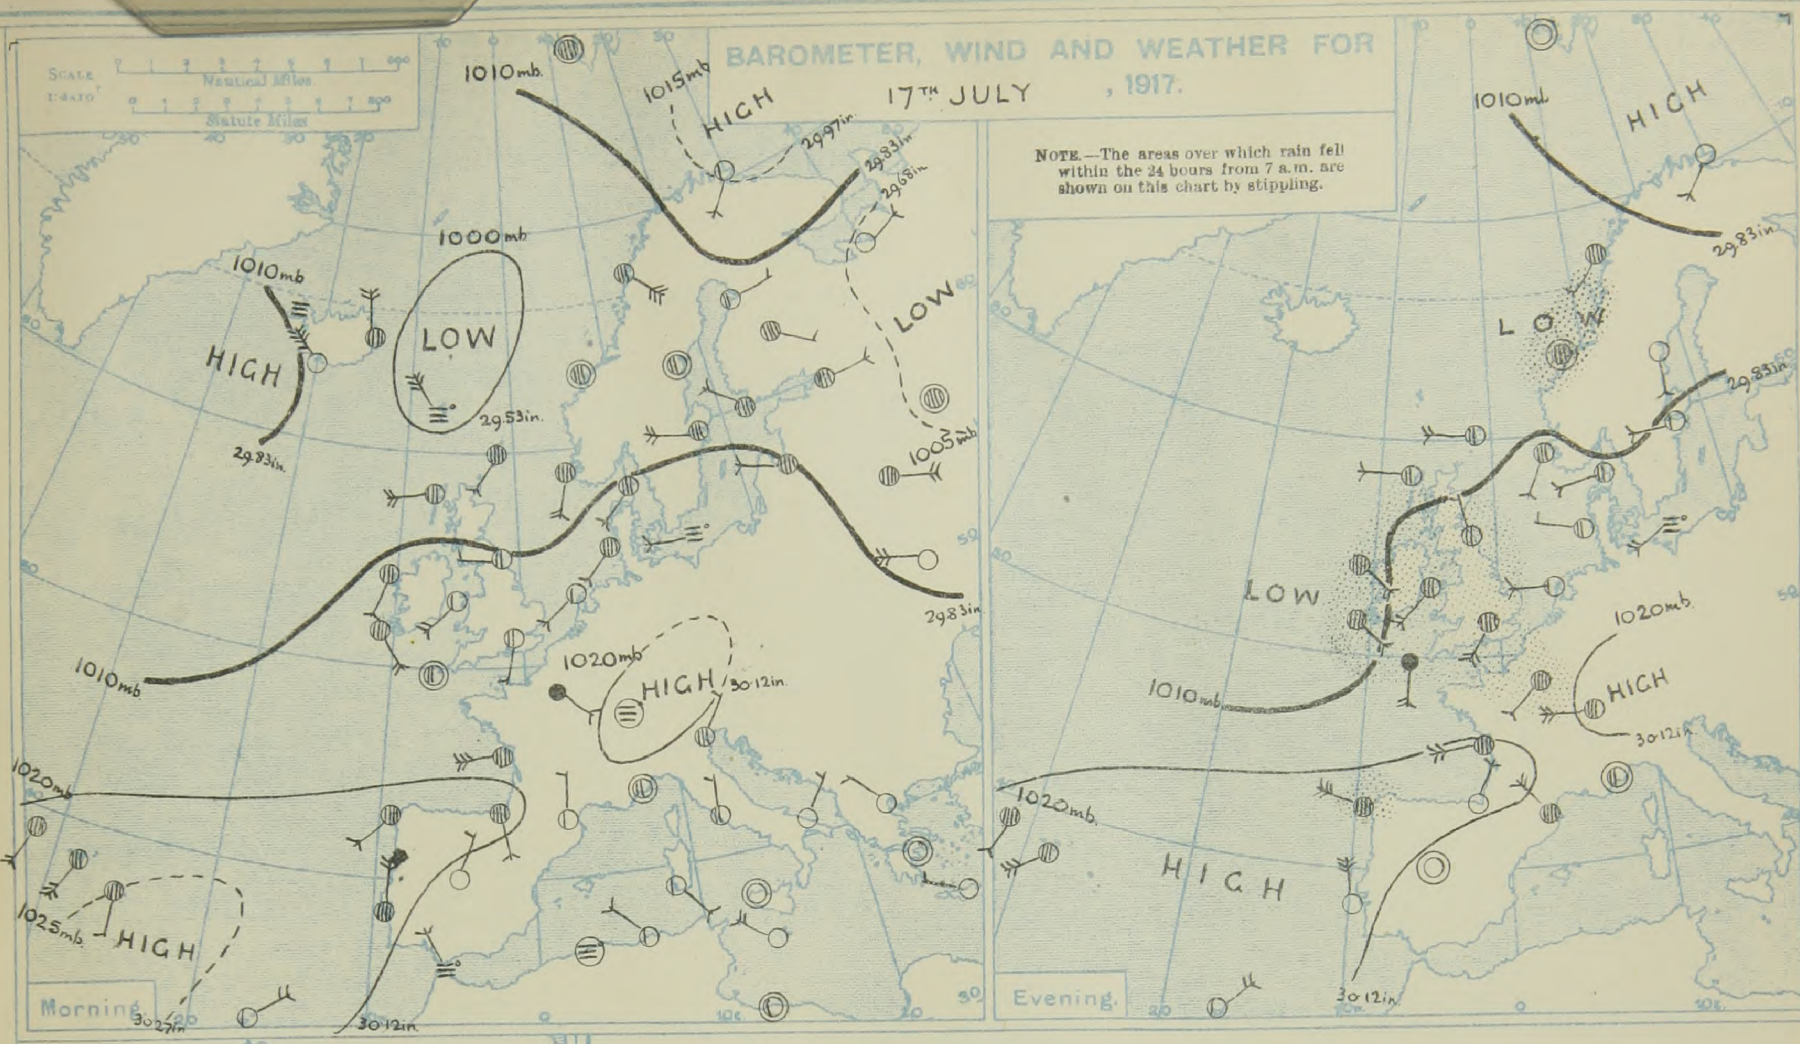 BAROMETER, WIND AND WEATHER FOR
17TH JULY , 1917.
SCALE
Nautical Miles.
Statute Miles
NOTE.—The areas over which rain fell
within the 24 hours from 7 a.m. are
shown on this chart by stippling.
1010mb.
1015mb
HIGH
29.97in.
29.83in.
29.68in.
1000mb
1010mb
LOW
HIGH
LOW
29.53in.
29.83in.
1005mb
1010mb
29.83in
1020mb
HIGH
30.12in.
1020mb
1025mb.
HIGH
Morning
30.27in
30.12in.
1010mb
HIGH
29.83in.
LOW
29.83in.
LOW
1020mb.
HIGH
1010mb
30.12in.
1020mb.
HIGH
30.12in.
Evening.